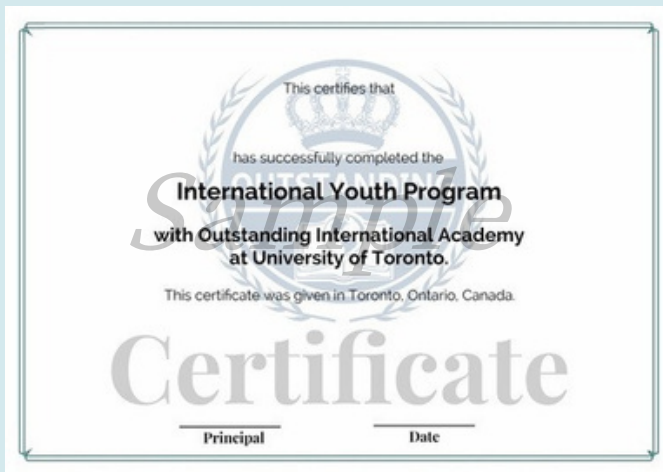 This certifies that
has successfully completed the
OUTSTANDING
International Youth Program
Sample
with Outstanding International Academy
at University of Toronto.
This certificate was given in Toronto, Ontario, Canada.
Certificate
Principal
Date